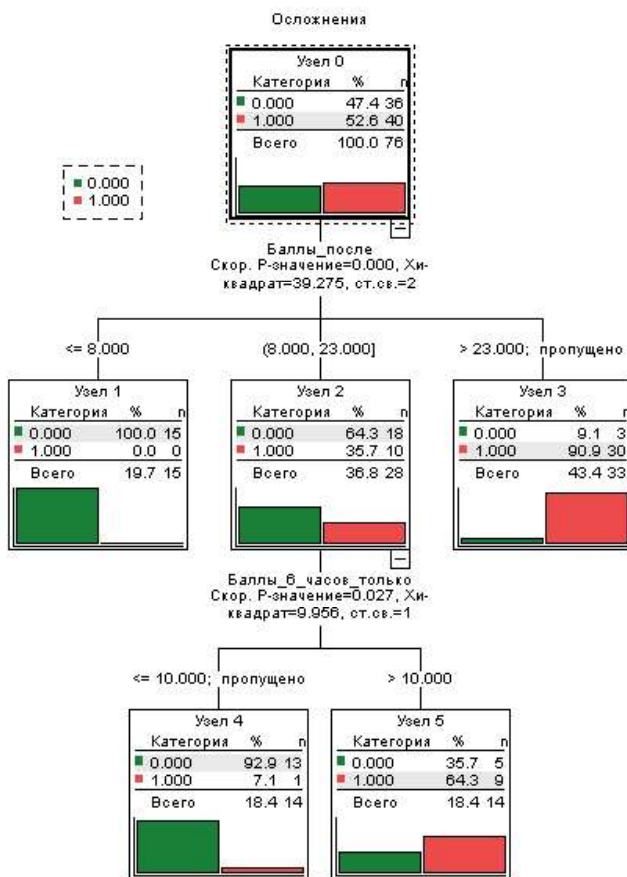 Осложнения
Узел 0
Категория % n
0.000 47.4 36
1.000 52.6 40
Всего 100.0 76
0.000
1.000
Баллы_после
Скор. P-значение=0.000, Хи-
квадрат=39.275, ст.св.=2
<= 8.000
(8.000, 23.000]
> 23.000; пропущено
Узел 1
Категория % n
0.000 100.0 15
1.000 0.0 0
Всего 19.7 15
Узел 2
Категория % n
0.000 64.3 18
1.000 35.7 10
Всего 36.8 28
Узел 3
Категория % n
0.000 9.1 3
1.000 90.9 30
Всего 43.4 33
Баллы_6_часов_только
Скор. P-значение=0.027, Хи-
квадрат=9.956, ст.св.=1
<= 10.000; пропущено
> 10.000
Узел 4
Категория % n
0.000 92.9 13
1.000 7.1 1
Всего 18.4 14
Узел 5
Категория % n
0.000 35.7 5
1.000 64.3 9
Всего 18.4 14